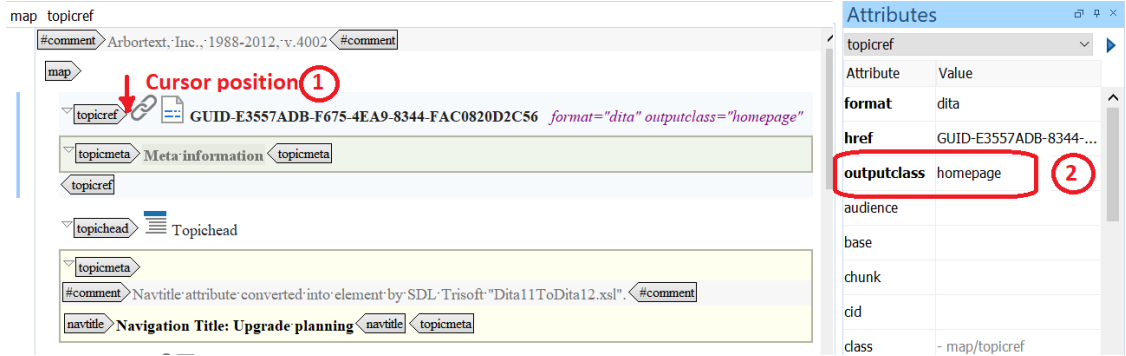 map topicref
#comment Arbortext, Inc., 1988-2012, v.4002 #comment
map
Cursor position 1
topicref GUID-E3557ADB-F675-4EA9-8344-FAC0820D2C56 format="dita" outputclass="homepage"
topicmeta Meta information topicmeta
topicref
topichead Topichead
topicmeta
#comment Navtitle attribute converted into element by SDL Trisoft "Dita11ToDita12.xsl". #comment
navtitle Navigation Title: Upgrade planning navtitle topicmeta
Attributes
topicref
Attribute Value
format dita
href GUID-E3557ADB-8344-...
outputclass homepage 2
audience
base
chunk
cid
class - map/topicref